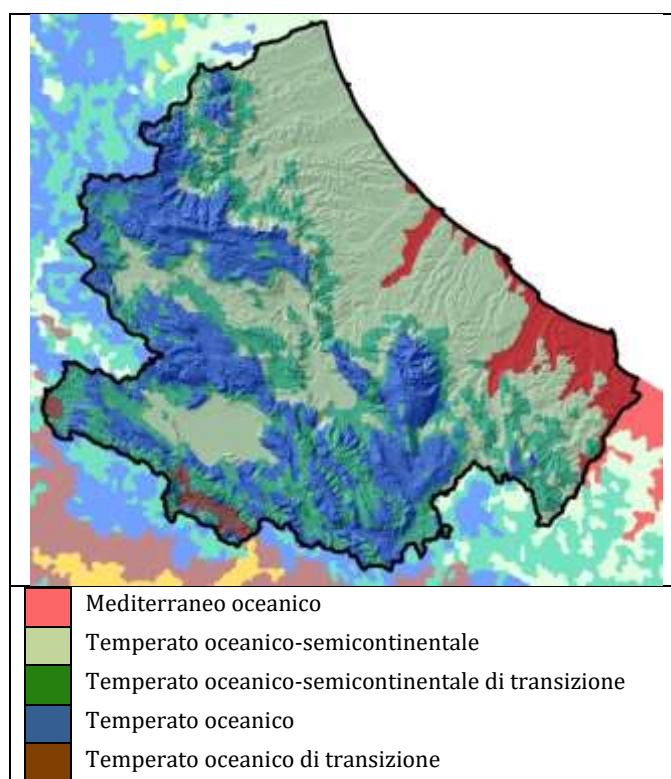 Mediterraneo oceanico
Temperato oceanico-semicontinentale
Temperato oceanico-semicontinentale di transizione
Temperato oceanico
Temperato oceanico di transizione